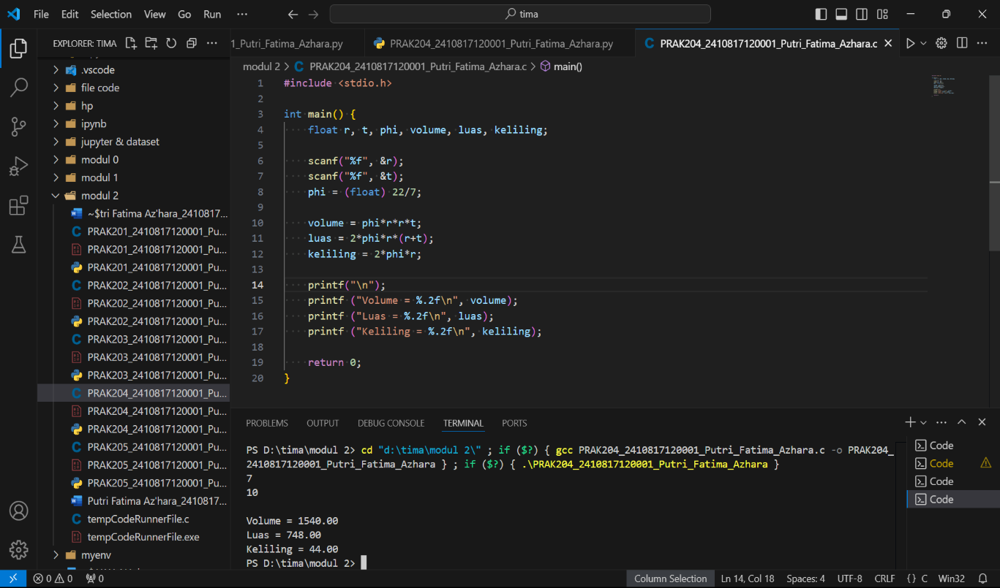 File Edit Selection View Go Run ··· tima
EXPLORER: TIMA
.vscode
file code
hp
ipynb
jupyter & dataset
modul 0
modul 1
modul 2
~$tri Fatima Az'hara_2410817...
PRAK201_2410817120001_Pu...
PRAK201_2410817120001_Pu...
PRAK201_2410817120001_Pu...
PRAK202_2410817120001_Pu...
PRAK202_2410817120001_Pu...
PRAK202_2410817120001_Pu...
PRAK203_2410817120001_Pu...
PRAK203_2410817120001_Pu...
PRAK203_2410817120001_Pu...
PRAK204_2410817120001_Pu...
PRAK204_2410817120001_Pu...
PRAK204_2410817120001_Pu...
PRAK205_2410817120001_Pu...
PRAK205_2410817120001_Pu...
PRAK205_2410817120001_Pu...
Putri Fatima Az'hara_2410817...
tempCodeRunnerFile.c
tempCodeRunnerFile.exe
myenv
1_Putri_Fatima_Azhara.py PRAK204_2410817120001_Putri_Fatima_Azhara.py C PRAK204_2410817120001_Putri_Fatima_Azhara.c
modul 2 > C PRAK204_2410817120001_Putri_Fatima_Azhara.c > main()
1 #include <stdio.h>
2
3 int main() {
4 float r, t, phi, volume, luas, keliling;
5
6 scanf("%f", &r);
7 scanf("%f", &t);
8 phi = (float) 22/7;
9
10 volume = phi*r*r*t;
11 luas = 2*phi*r*(r+t);
12 keliling = 2*phi*r;
13
14 printf("\n");
15 printf ("Volume = %.2f\n", volume);
16 printf ("Luas = %.2f\n", luas);
17 printf ("Keliling = %.2f\n", keliling);
18
19 return 0;
20 }
PROBLEMS OUTPUT DEBUG CONSOLE TERMINAL PORTS
PS D:\tima\modul 2> cd "d:\tima\modul 2\" ; if ($?) { gcc PRAK204_2410817120001_Putri_Fatima_Azhara.c -o PRAK204_
2410817120001_Putri_Fatima_Azhara } ; if ($?) { .\PRAK204_2410817120001_Putri_Fatima_Azhara }
7
10
Volume = 1540.00
Luas = 748.00
Keliling = 44.00
PS D:\tima\modul 2>
Code
Code
Code
Code
0 0 0 Column Selection Ln 14, Col 18 Spaces: 4 UTF-8 CRLF {} C Win32